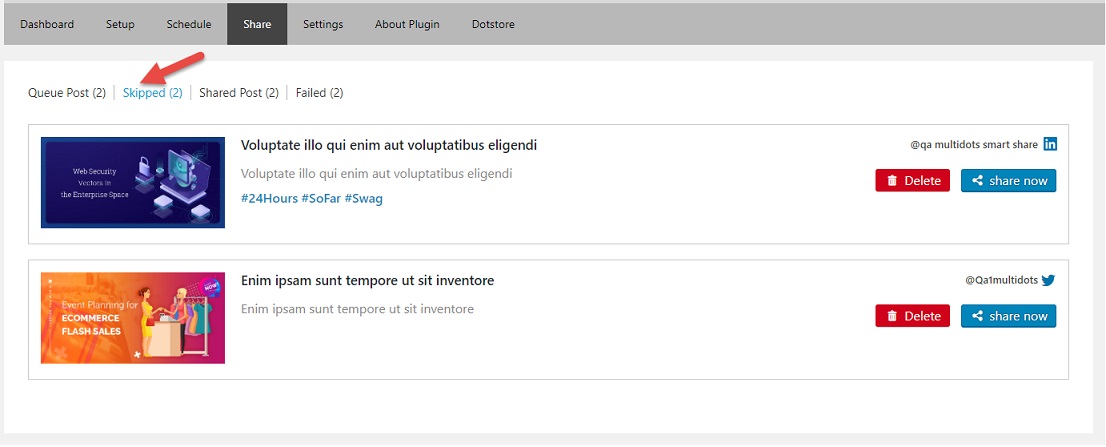 Dashboard Setup Schedule Share Settings About Plugin Dotstore
Queue Post (2) Skipped (2) Shared Post (2) Failed (2)
Web Security
Vectors in
the Enterprise Space
Voluptate illo qui enim aut voluptatibus eligendi
Voluptate illo qui enim aut voluptatibus eligendi
#24Hours #SoFar #Swag
@qa multidots smart share in
Delete share now
Event Planning for
ECOMMERCE
FLASH SALES
NOW
Enim ipsam sunt tempore ut sit inventore
Enim ipsam sunt tempore ut sit inventore
@Qa1multidots
Delete share now